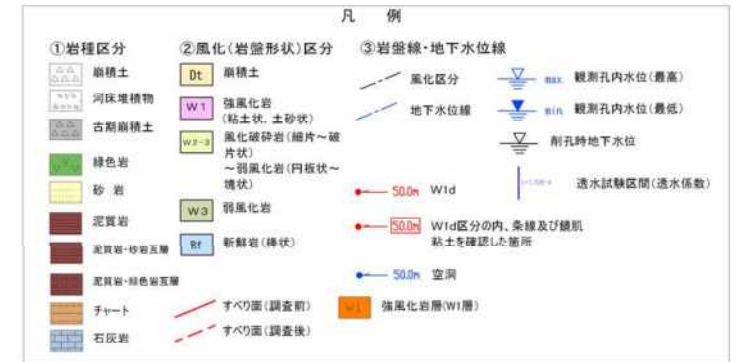 凡 例
①岩種区分
崩積土
河床堆積物
古期崩積土
緑色岩
砂 岩
泥質岩
泥質岩・砂岩互層
泥質岩・緑色岩互層
チャート
石灰岩
②風化(岩盤形状)区分
Dt 崩積土
W1 強風化岩
(粘土状、土砂状)
W2-3 風化破砕岩(細片～破
片状)
～弱風化岩(円板状～
塊状)
W3 弱風化岩
Rf 新鮮岩(棒状)
すべり面(調査前)
すべり面(調査後)
③岩盤線・地下水位線
風化区分
地下水位線
max. 観測孔内水位(最高)
min. 観測孔内水位(最低)
削孔時地下水位
透水試験区間(透水係数)
50.0m W1d
50.0m W1d区分の内、条線及び鏡肌
粘土を確認した箇所
50.0m 空洞
W1 強風化岩層(W1層)